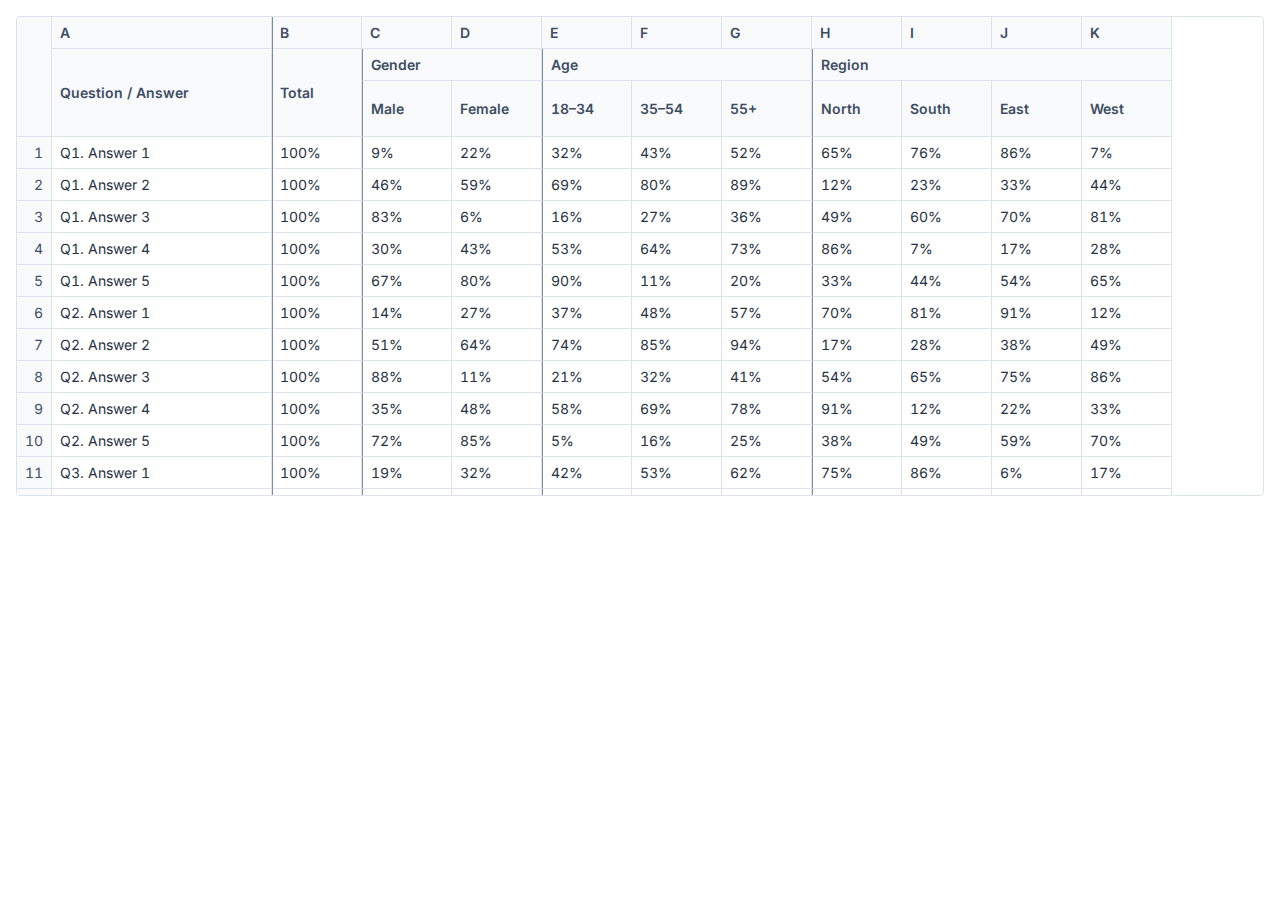 A B C D E F G H I J K
Question / Answer Total Gender Age Region
Male Female 18–34 35–54 55+ North South East West
1 Q1. Answer 1 100% 9% 22% 32% 43% 52% 65% 76% 86% 7%
2 Q1. Answer 2 100% 46% 59% 69% 80% 89% 12% 23% 33% 44%
3 Q1. Answer 3 100% 83% 6% 16% 27% 36% 49% 60% 70% 81%
4 Q1. Answer 4 100% 30% 43% 53% 64% 73% 86% 7% 17% 28%
5 Q1. Answer 5 100% 67% 80% 90% 11% 20% 33% 44% 54% 65%
6 Q2. Answer 1 100% 14% 27% 37% 48% 57% 70% 81% 91% 12%
7 Q2. Answer 2 100% 51% 64% 74% 85% 94% 17% 28% 38% 49%
8 Q2. Answer 3 100% 88% 11% 21% 32% 41% 54% 65% 75% 86%
9 Q2. Answer 4 100% 35% 48% 58% 69% 78% 91% 12% 22% 33%
10 Q2. Answer 5 100% 72% 85% 5% 16% 25% 38% 49% 59% 70%
11 Q3. Answer 1 100% 19% 32% 42% 53% 62% 75% 86% 6% 17%